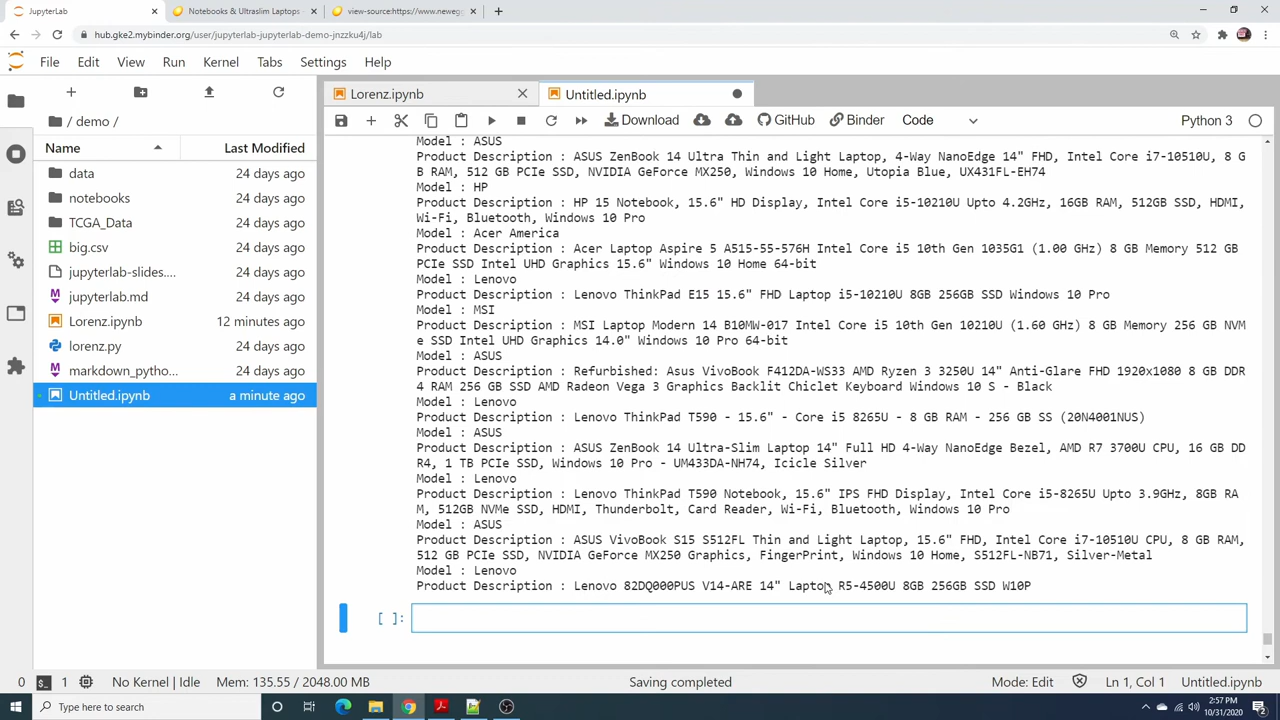 JupyterLab
Notebooks & Ultraslim Laptops -
view-source:https://www.neweg
hub.gke2.mybinder.org/user/jupyterlab-jupyterlab-demo-jnzzku4j/lab
File Edit View Run Kernel Tabs Settings Help
Lorenz.ipynb
Untitled.ipynb
/ demo /
Download
GitHub
Binder
Code
Python 3
Name
Last Modified
data 24 days ago
notebooks 24 days ago
TCGA_Data 24 days ago
big.csv 24 days ago
jupyterlab-slides.... 24 days ago
jupyterlab.md 24 days ago
Lorenz.ipynb 12 minutes ago
lorenz.py 24 days ago
markdown_pytho... 24 days ago
Untitled.ipynb a minute ago
Model : ASUS
Product Description : ASUS ZenBook 14 Ultra Thin and Light Laptop, 4-Way NanoEdge 14" FHD, Intel Core i7-10510U, 8 G
B RAM, 512 GB PCIe SSD, NVIDIA GeForce MX250, Windows 10 Home, Utopia Blue, UX431FL-EH74
Model : HP
Product Description : HP 15 Notebook, 15.6" HD Display, Intel Core i5-10210U Upto 4.2GHz, 16GB RAM, 512GB SSD, HDMI,
Wi-Fi, Bluetooth, Windows 10 Pro
Model : Acer America
Product Description : Acer Laptop Aspire 5 A515-55-576H Intel Core i5 10th Gen 1035G1 (1.00 GHz) 8 GB Memory 512 GB
PCIe SSD Intel UHD Graphics 15.6" Windows 10 Home 64-bit
Model : Lenovo
Product Description : Lenovo ThinkPad E15 15.6" FHD Laptop i5-10210U 8GB 256GB SSD Windows 10 Pro
Model : MSI
Product Description : MSI Laptop Modern 14 B10MW-017 Intel Core i5 10th Gen 10210U (1.60 GHz) 8 GB Memory 256 GB NVM
e SSD Intel UHD Graphics 14.0" Windows 10 Pro 64-bit
Model : ASUS
Product Description : Refurbished: Asus VivoBook F412DA-WS33 AMD Ryzen 3 3250U 14" Anti-Glare FHD 1920x1080 8 GB DDR
4 RAM 256 GB SSD AMD Radeon Vega 3 Graphics Backlit Chiclet Keyboard Windows 10 S - Black
Model : Lenovo
Product Description : Lenovo ThinkPad T590 - 15.6" - Core i5 8265U - 8 GB RAM - 256 GB SS (20N4001NUS)
Model : ASUS
Product Description : ASUS ZenBook 14 Ultra-Slim Laptop 14" Full HD 4-Way NanoEdge Bezel, AMD R7 3700U CPU, 16 GB DD
R4, 1 TB PCIe SSD, Windows 10 Pro - UM433DA-NH74, Icicle Silver
Model : Lenovo
Product Description : Lenovo ThinkPad T590 Notebook, 15.6" IPS FHD Display, Intel Core i5-8265U Upto 3.9GHz, 8GB RA
M, 512GB NVMe SSD, HDMI, Thunderbolt, Card Reader, Wi-Fi, Bluetooth, Windows 10 Pro
Model : ASUS
Product Description : ASUS VivoBook S15 S512FL Thin and Light Laptop, 15.6" FHD, Intel Core i7-10510U CPU, 8 GB RAM,
512 GB PCIe SSD, NVIDIA GeForce MX250 Graphics, FingerPrint, Windows 10 Home, S512FL-NB71, Silver-Metal
Model : Lenovo
Product Description : Lenovo 82DQ000PUS V14-ARE 14" Laptop R5-4500U 8GB 256GB SSD W10P
[ ]:
0 1 No Kernel | Idle Mem: 135.55 / 2048.00 MB Saving completed Mode: Edit Ln 1, Col 1 Untitled.ipynb
Type here to search
2:57 PM
10/31/2020
2